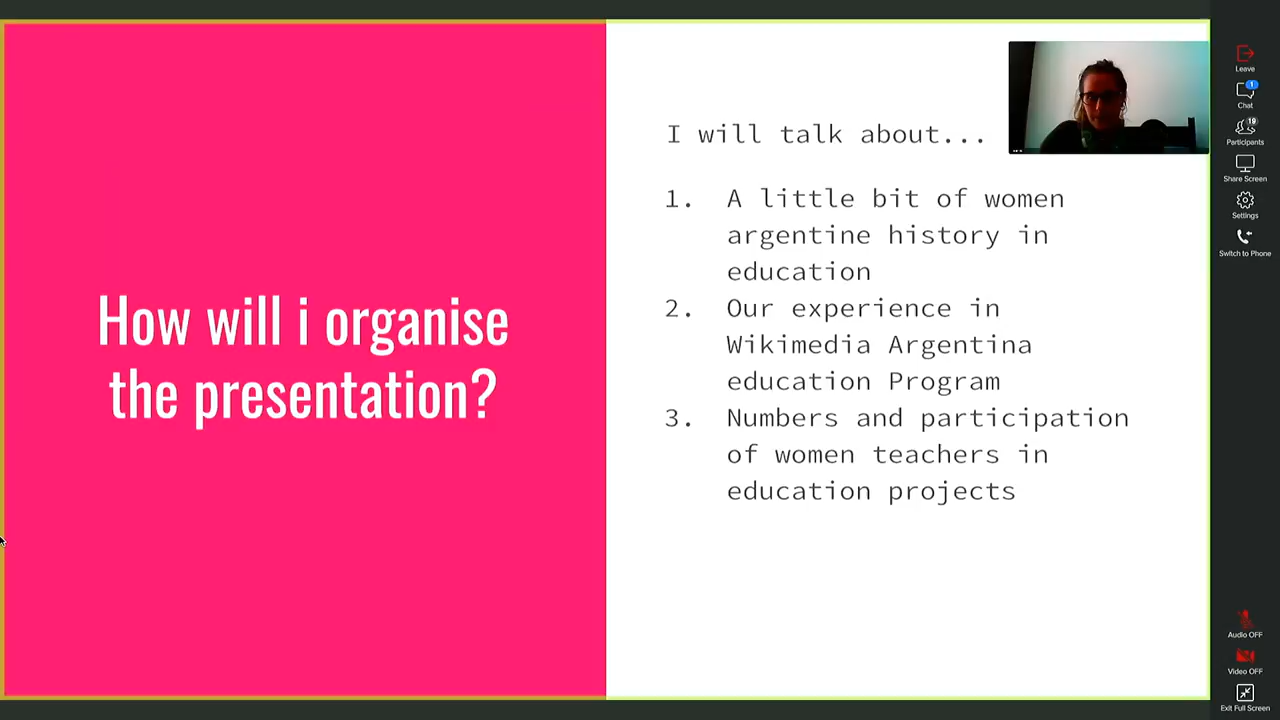 How will i organise
the presentation?
I will talk about...
1. A little bit of women
argentine history in
education
2. Our experience in
Wikimedia Argentina
education Program
3. Numbers and participation
of women teachers in
education projects
Leave
1
Chat
19
Participants
Share Screen
Settings
Switch to Phone
Audio OFF
Video OFF
Exit Full Screen